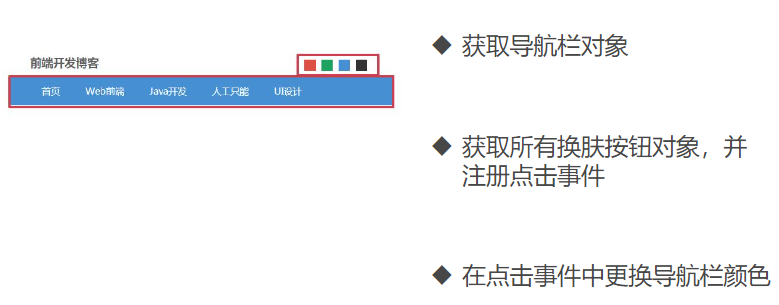 前端开发博客
首页 Web前端 Java开发 人工只能 UI设计
获取导航栏对象
获取所有换肤按钮对象，并
注册点击事件
在点击事件中更换导航栏颜色